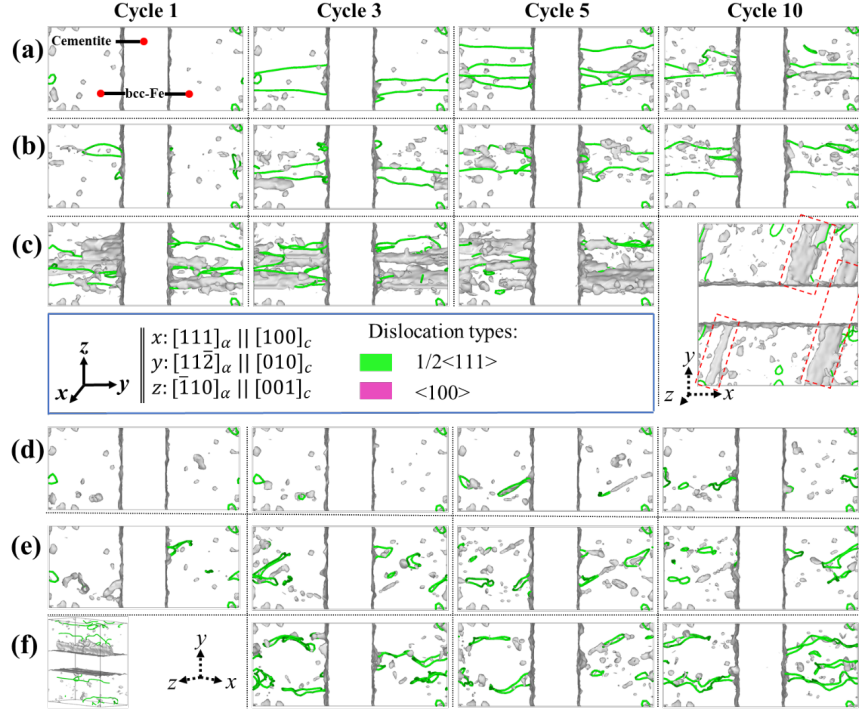 Cycle 1 Cycle 3 Cycle 5 Cycle 10
(a)
Cementite
bcc-Fe
(b)
(c)
z
x y
x: [111]α || [100]c
y: [112̄]α || [010]c
z: [1̄10]α || [001]c
Dislocation types:
1/2<111>
<100>
y
z x
(d)
(e)
(f)
y
z x